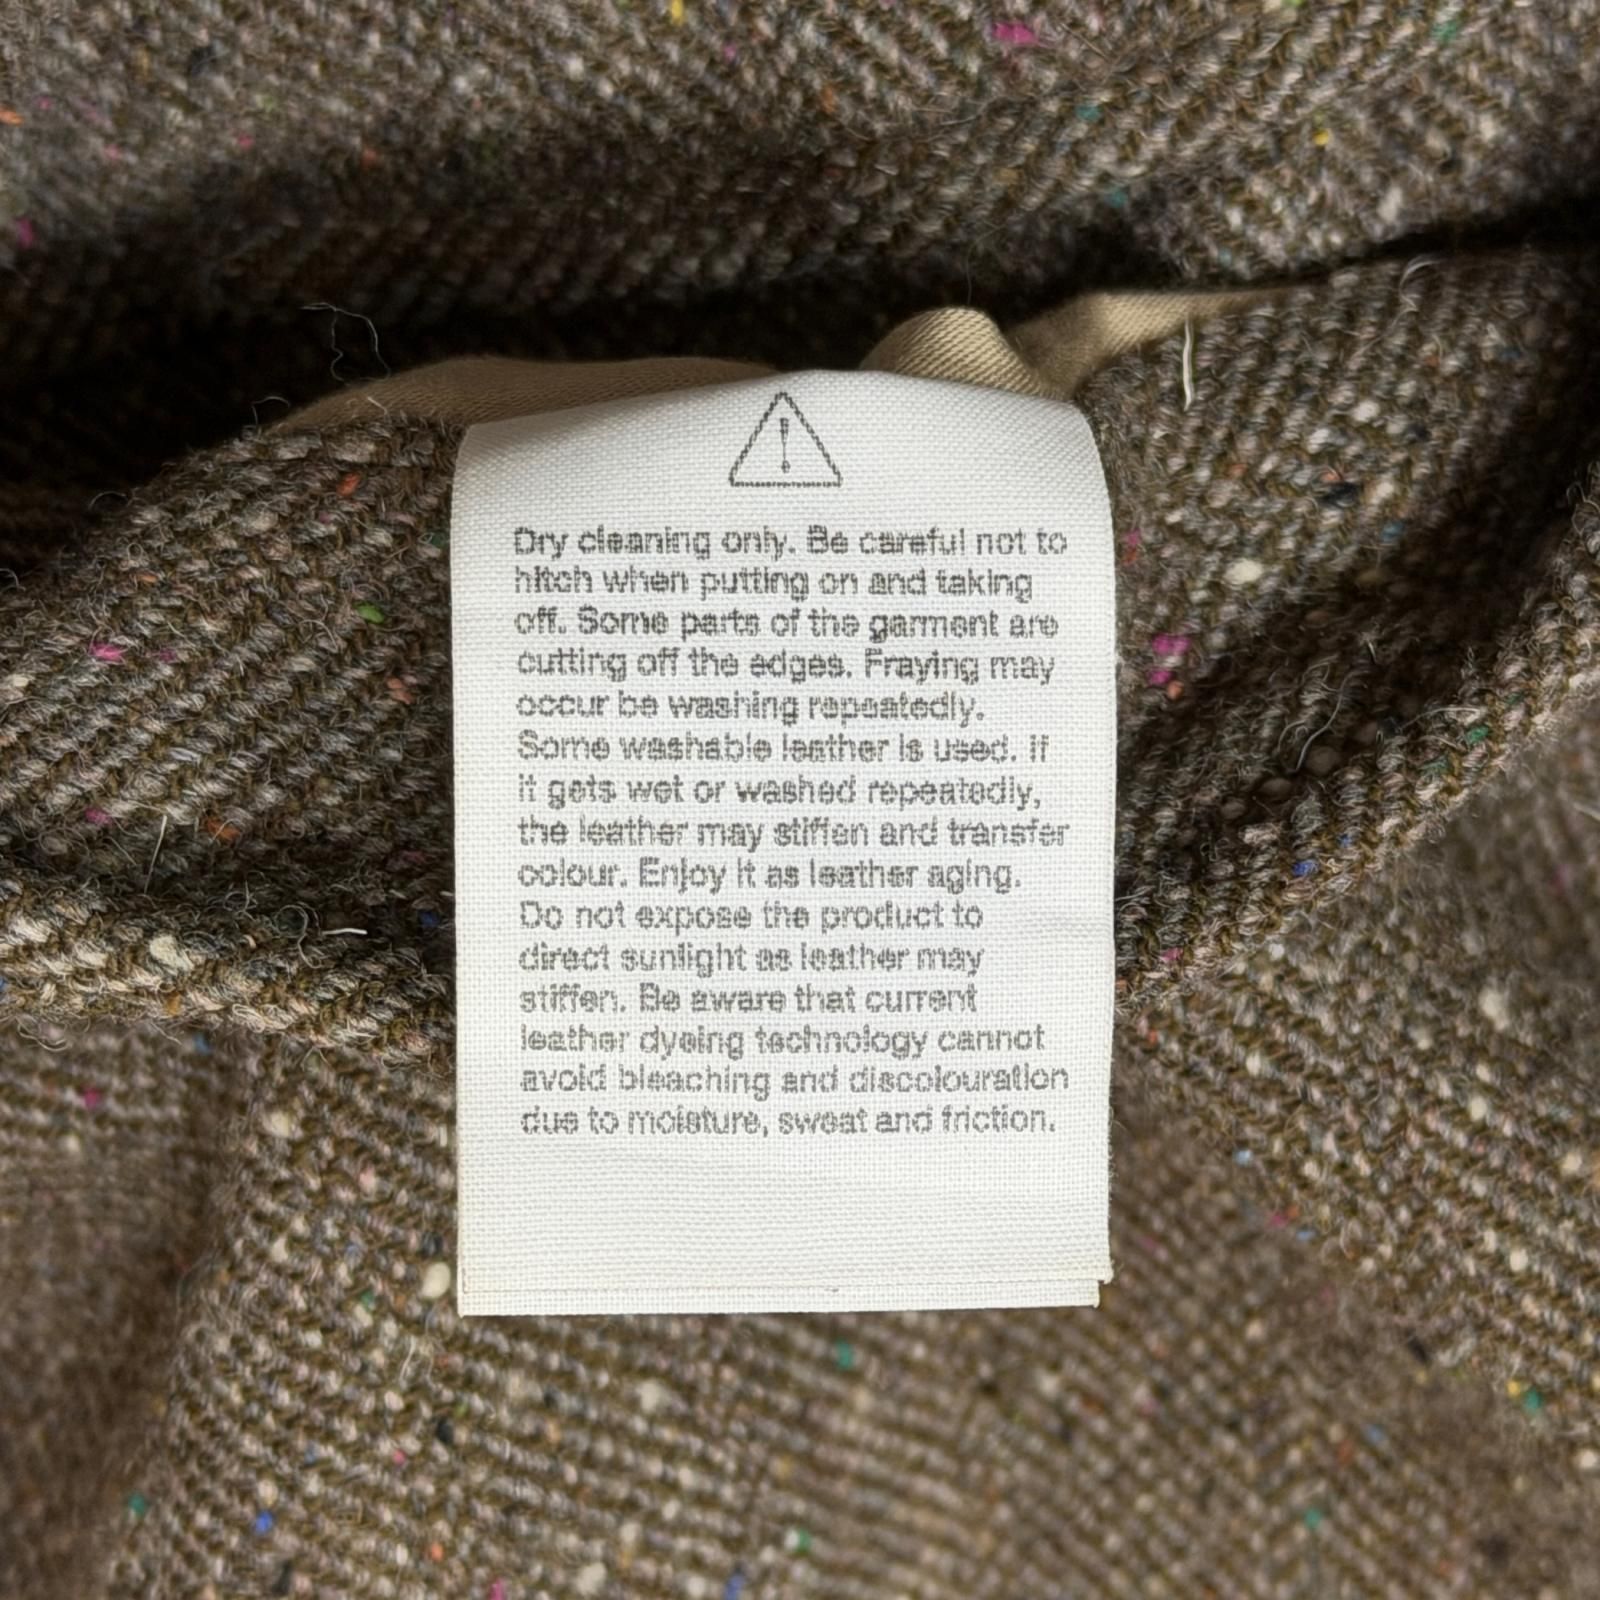 Dry cleaning only. Be careful not to
hitch when putting on and taking
off. Some parts of the garment are
cutting off the edges. Fraying may
occur be washing repeatedly.
Some washable leather is used. If
it gets wet or washed repeatedly,
the leather may stiffen and transfer
colour. Enjoy it as leather aging.
Do not expose the product to
direct sunlight as leather may
stiffen. Be aware that current
leather dyeing technology cannot
avoid bleaching and discolouration
due to moisture, sweat and friction.